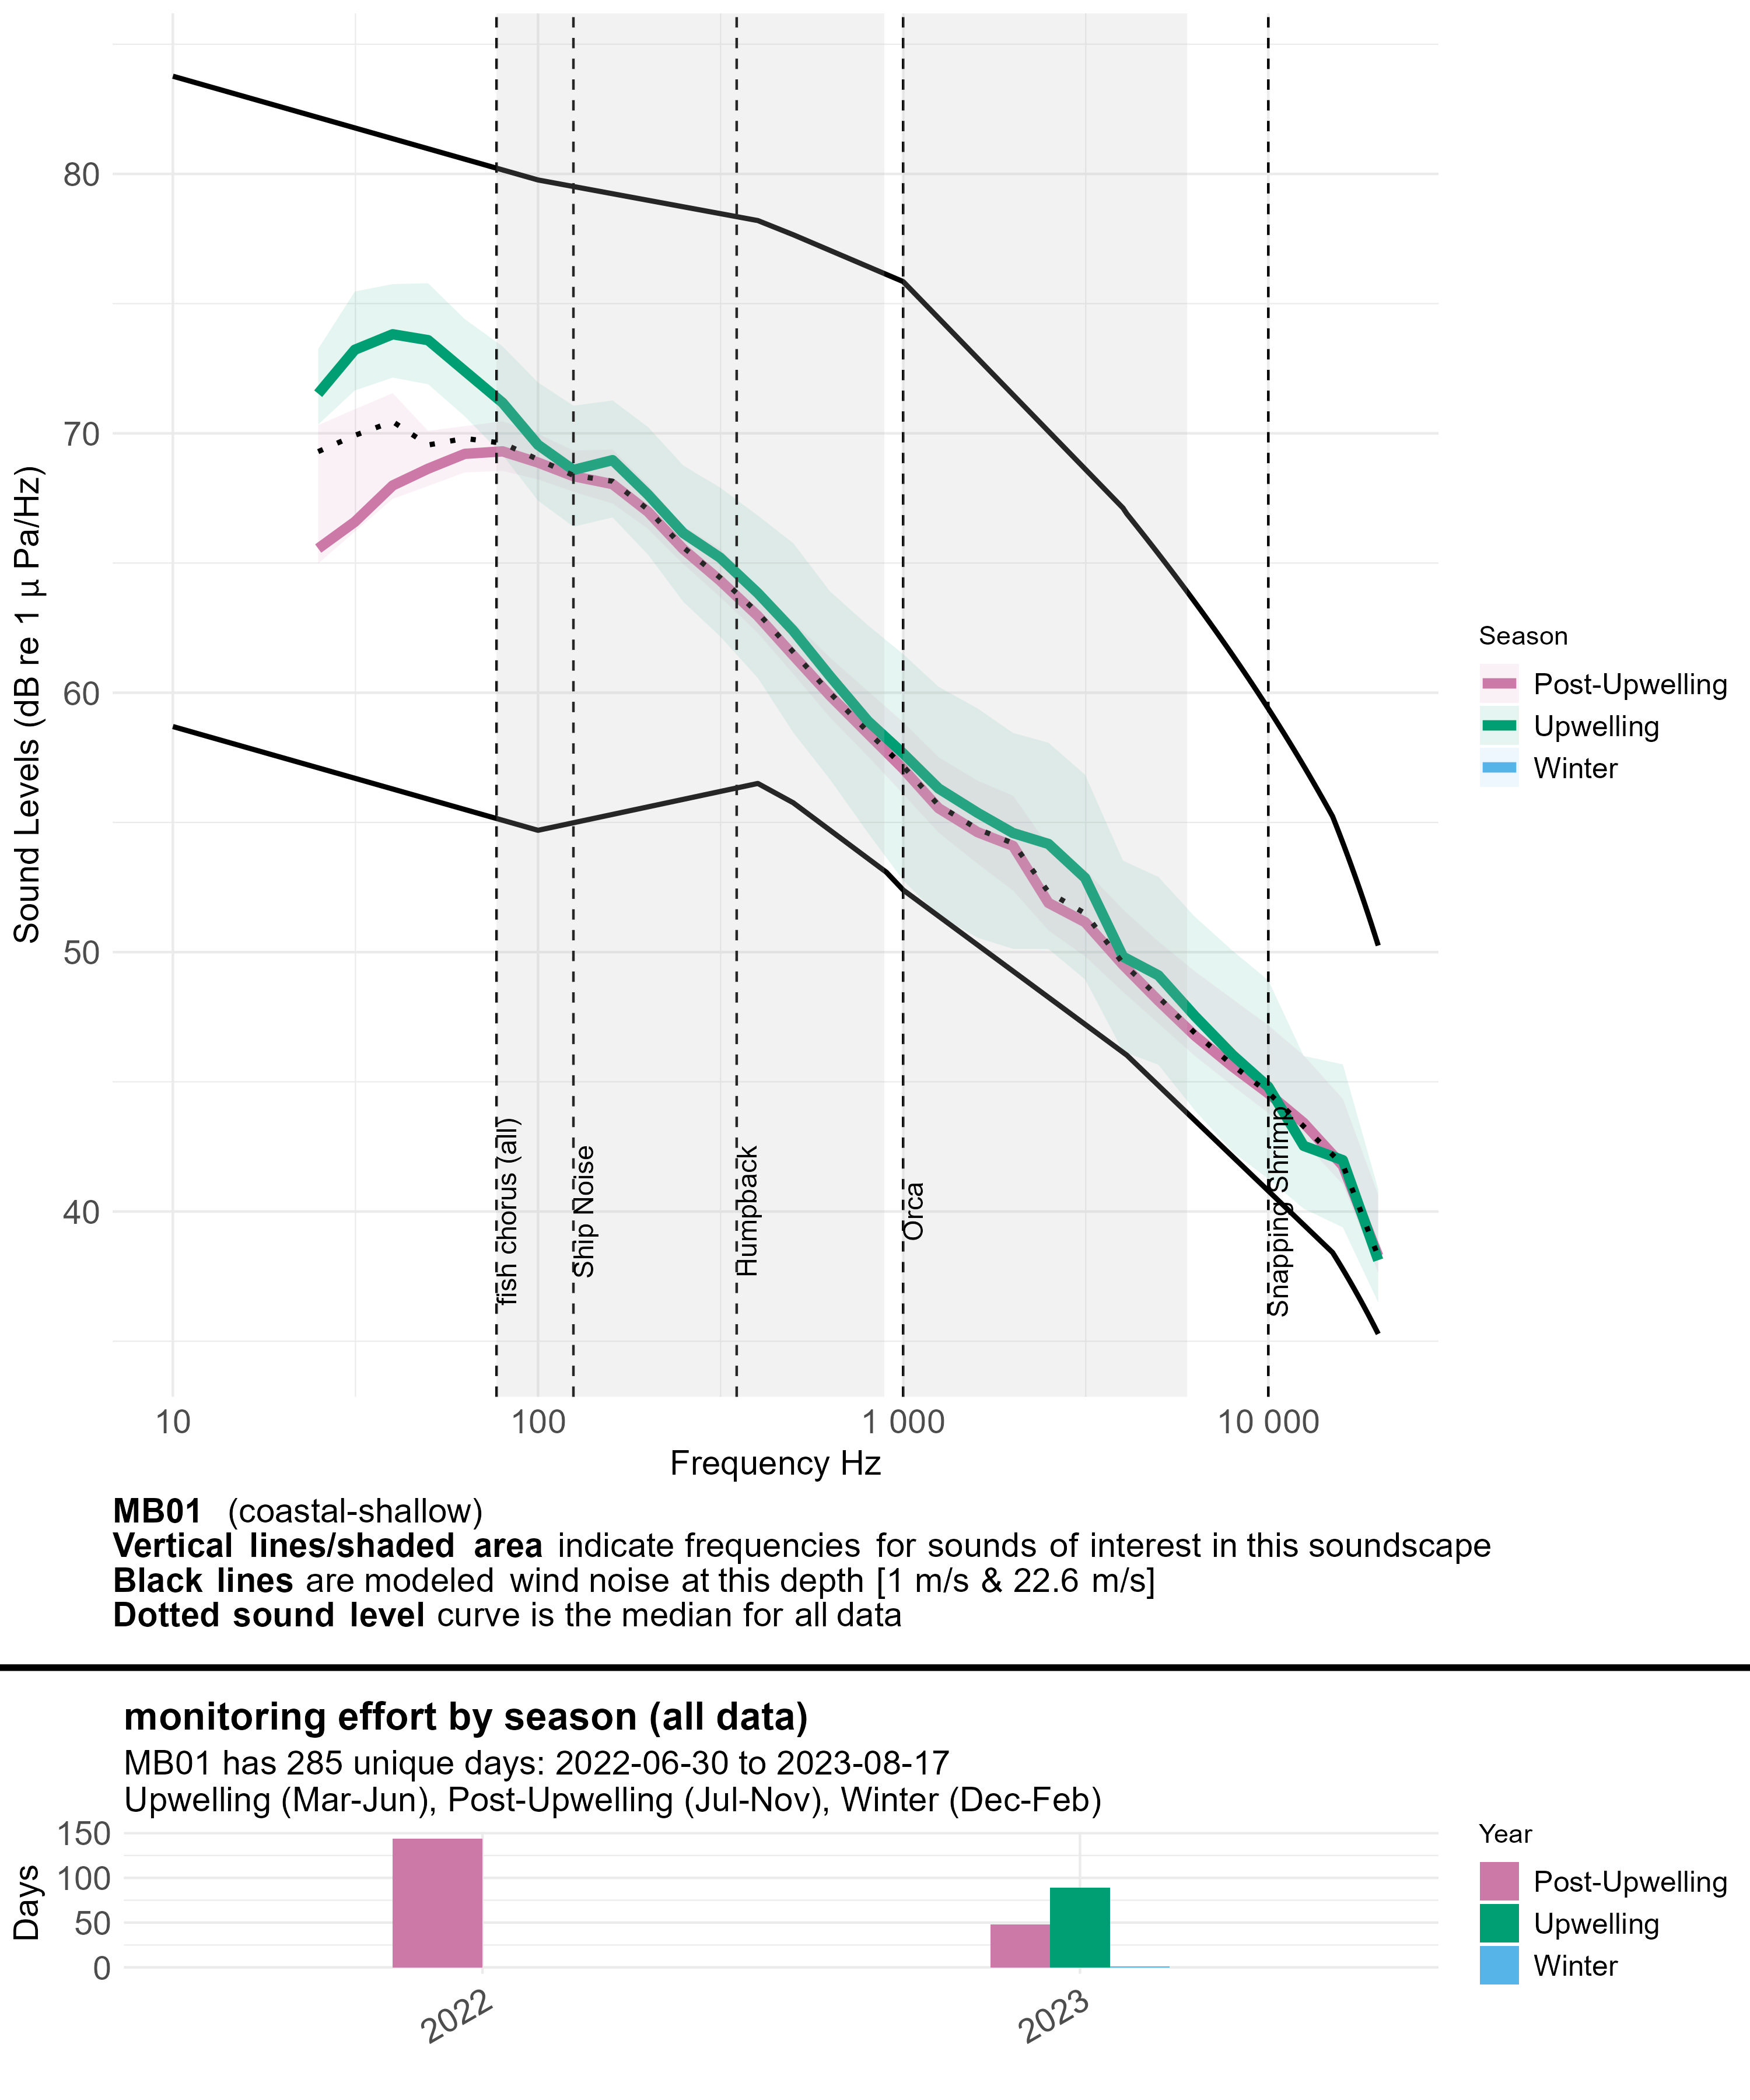 80
70
60
50
40
Sound Levels (dB re 1 µ Pa/Hz)
fish chorus (all)
Ship Noise
Humpback
Orca
Snapping Shrimp
10
100
1 000
10 000
Frequency Hz
Season
Post-Upwelling
Upwelling
Winter
MB01 (coastal-shallow)
Vertical lines/shaded area indicate frequencies for sounds of interest in this soundscape
Black lines are modeled wind noise at this depth [1 m/s & 22.6 m/s]
Dotted sound level curve is the median for all data
monitoring effort by season (all data)
MB01 has 285 unique days: 2022-06-30 to 2023-08-17
Upwelling (Mar-Jun), Post-Upwelling (Jul-Nov), Winter (Dec-Feb)
150
100
50
0
Days
2022
2023
Year
Post-Upwelling
Upwelling
Winter